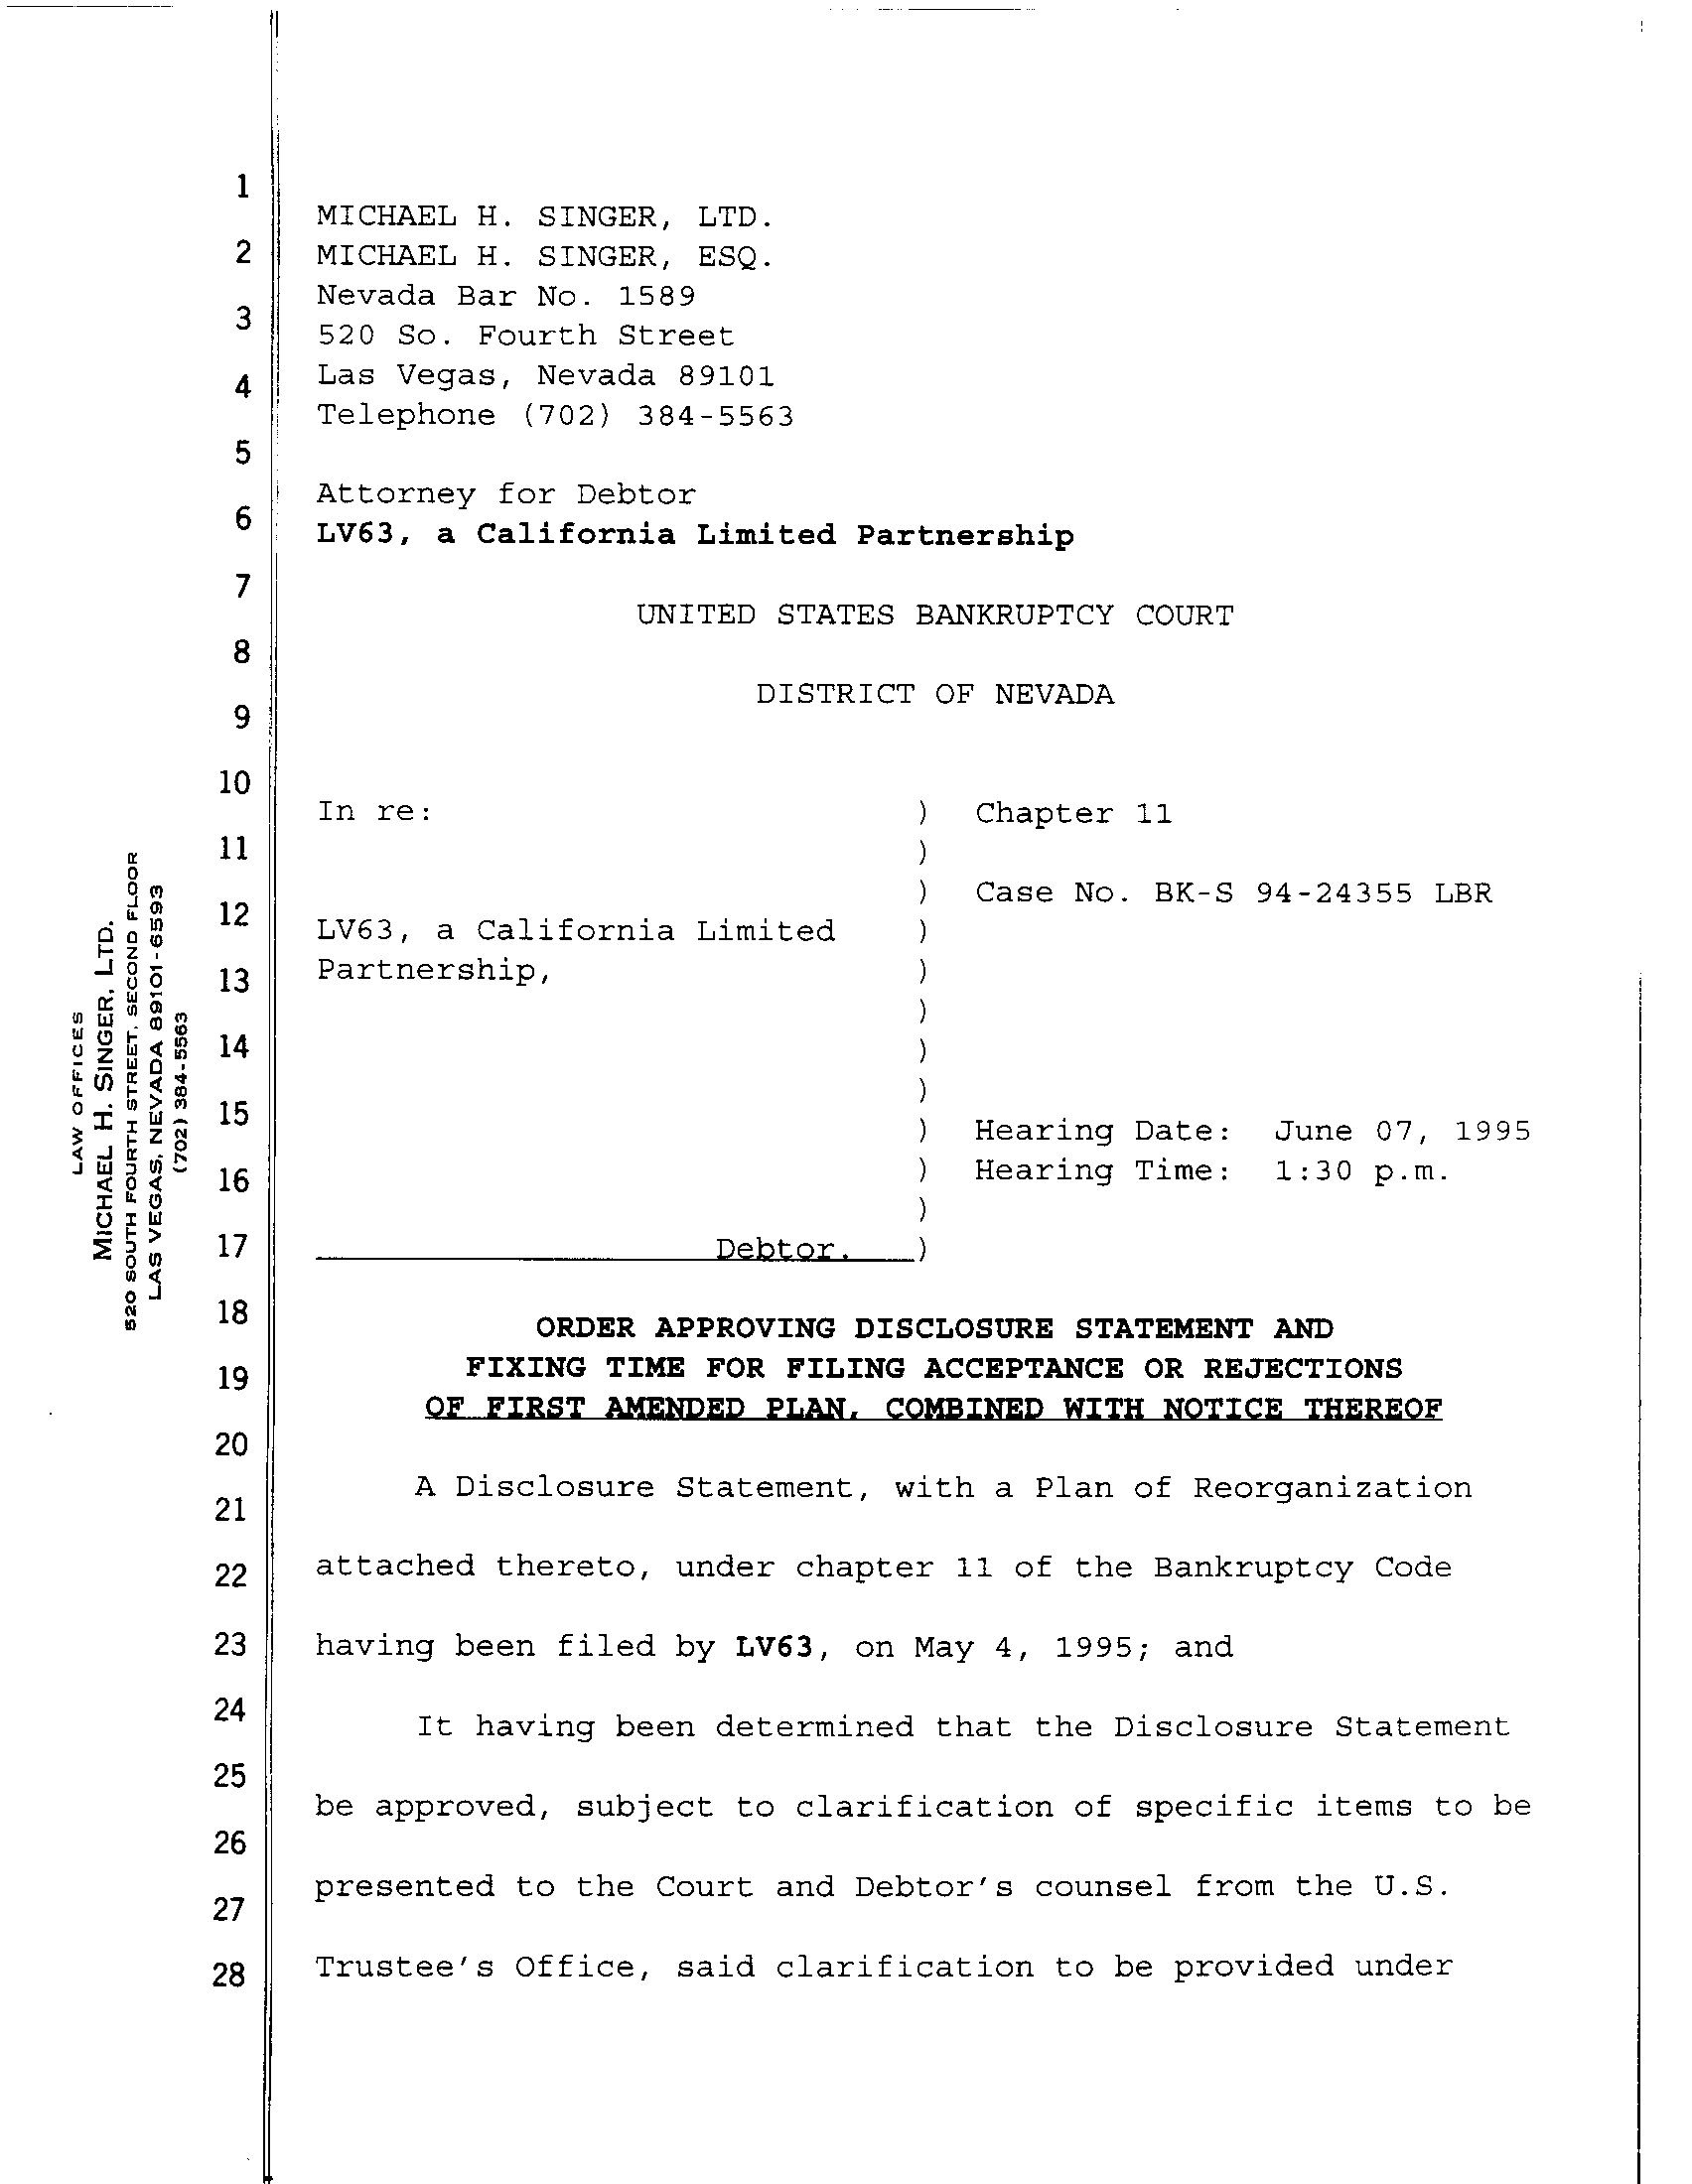 1
2
3
4
5
6
7
8
9
10
11
12
13
14
15
16
17
18
19
20
21
22
23
24
25
26
27
28
LAW OFFICES
MICHAEL H. SINGER, LTD.
520 SOUTH FOURTH STREET, SECOND FLOOR
LAS VEGAS, NEVADA 89101-6593
(702) 384-5563
MICHAEL H. SINGER, LTD.
MICHAEL H. SINGER, ESQ.
Nevada Bar No. 1589
520 So. Fourth Street
Las Vegas, Nevada 89101
Telephone (702) 384-5563
Attorney for Debtor
LV63, a California Limited Partnership
UNITED STATES BANKRUPTCY COURT
DISTRICT OF NEVADA
In re: ) Chapter 11
)
) Case No. BK-S 94-24355 LBR
LV63, a California Limited )
Partnership, )
)
)
)
) Hearing Date: June 07, 1995
) Hearing Time: 1:30 p.m.
)
Debtor. )
ORDER APPROVING DISCLOSURE STATEMENT AND
FIXING TIME FOR FILING ACCEPTANCE OR REJECTIONS
OF FIRST AMENDED PLAN, COMBINED WITH NOTICE THEREOF
A Disclosure Statement, with a Plan of Reorganization
attached thereto, under chapter 11 of the Bankruptcy Code
having been filed by LV63, on May 4, 1995; and
It having been determined that the Disclosure Statement
be approved, subject to clarification of specific items to be
presented to the Court and Debtor's counsel from the U.S.
Trustee's Office, said clarification to be provided under